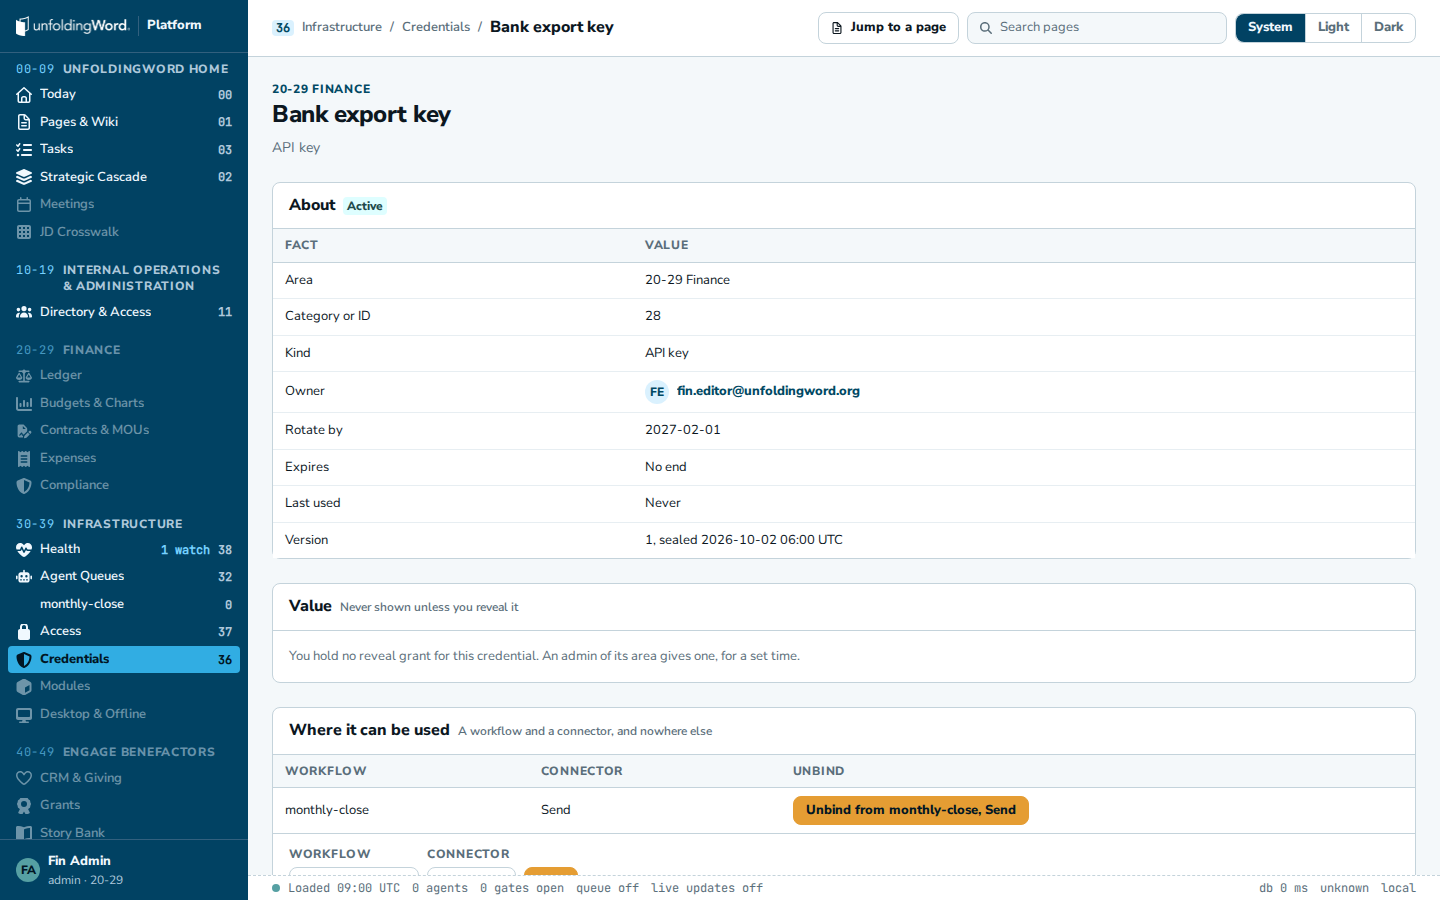 unfoldingWord Platform
00-09 UNFOLDINGWORD HOME
Today 00
Pages & Wiki 01
Tasks 03
Strategic Cascade 02
Meetings
JD Crosswalk
10-19 INTERNAL OPERATIONS
& ADMINISTRATION
Directory & Access 11
20-29 FINANCE
Ledger
Budgets & Charts
Contracts & MOUs
Expenses
Compliance
30-39 INFRASTRUCTURE
Health 1 watch 38
Agent Queues 32
monthly-close 0
Access 37
Credentials 36
Modules
Desktop & Offline
40-49 ENGAGE BENEFACTORS
CRM & Giving
Grants
Story Bank
FA Fin Admin
admin · 20-29
36 Infrastructure / Credentials / Bank export key
Jump to a page
Search pages
System Light Dark
20-29 FINANCE
Bank export key
API key
About Active
FACT VALUE
Area 20-29 Finance
Category or ID 28
Kind API key
Owner FE fin.editor@unfoldingword.org
Rotate by 2027-02-01
Expires No end
Last used Never
Version 1, sealed 2026-10-02 06:00 UTC
Value Never shown unless you reveal it
You hold no reveal grant for this credential. An admin of its area gives one, for a set time.
Where it can be used A workflow and a connector, and nowhere else
WORKFLOW CONNECTOR UNBIND
monthly-close Send Unbind from monthly-close, Send
WORKFLOW CONNECTOR
Loaded 09:00 UTC 0 agents 0 gates open queue off live updates off
db 0 ms unknown local